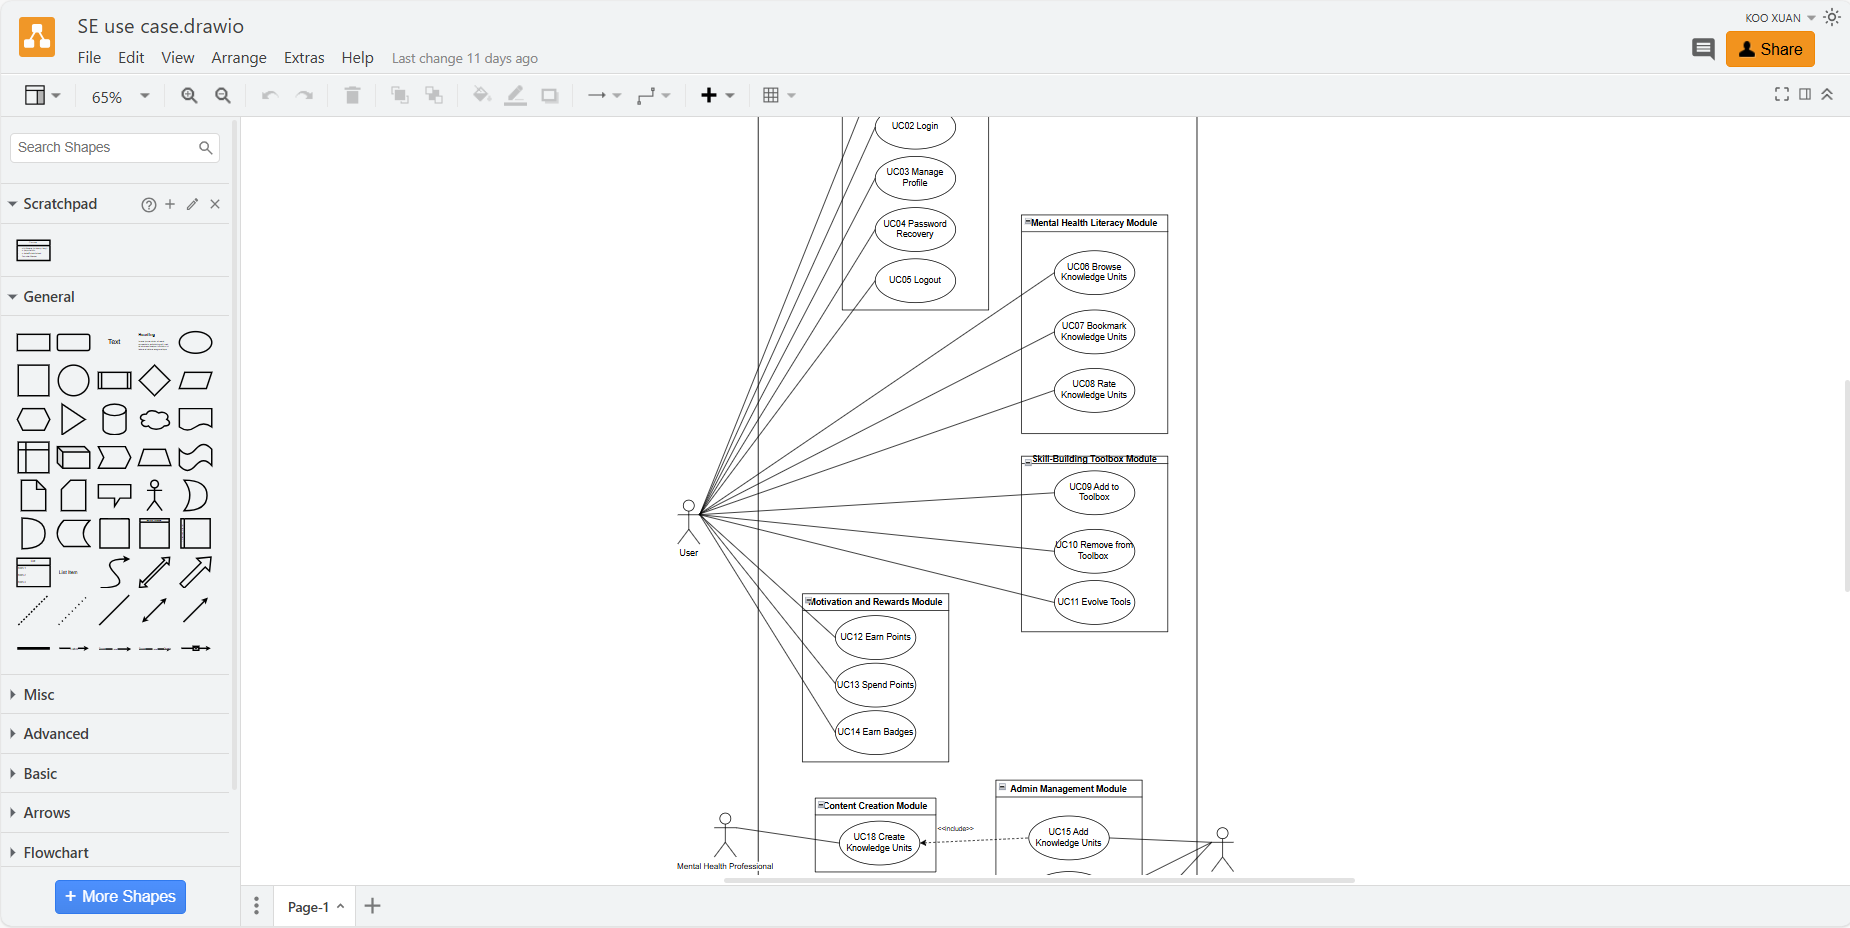 SE use case.drawio
KOO XUAN
File Edit View Arrange Extras Help Last change 11 days ago
Share
65%
Search Shapes
Scratchpad
General
Text
Heading
List Item
Misc
Advanced
Basic
Arrows
Flowchart
+ More Shapes
UC02 Login
UC03 Manage
Profile
UC04 Password
Recovery
UC05 Logout
Mental Health Literacy Module
UC06 Browse
Knowledge Units
UC07 Bookmark
Knowledge Units
UC08 Rate
Knowledge Units
Skill-Building Toolbox Module
UC09 Add to
Toolbox
UC10 Remove from
Toolbox
UC11 Evolve Tools
User
Motivation and Rewards Module
UC12 Earn Points
UC13 Spend Points
UC14 Earn Badges
Content Creation Module
UC18 Create
Knowledge Units
<<include>>
Admin Management Module
UC15 Add
Knowledge Units
Mental Health Professional
Page-1